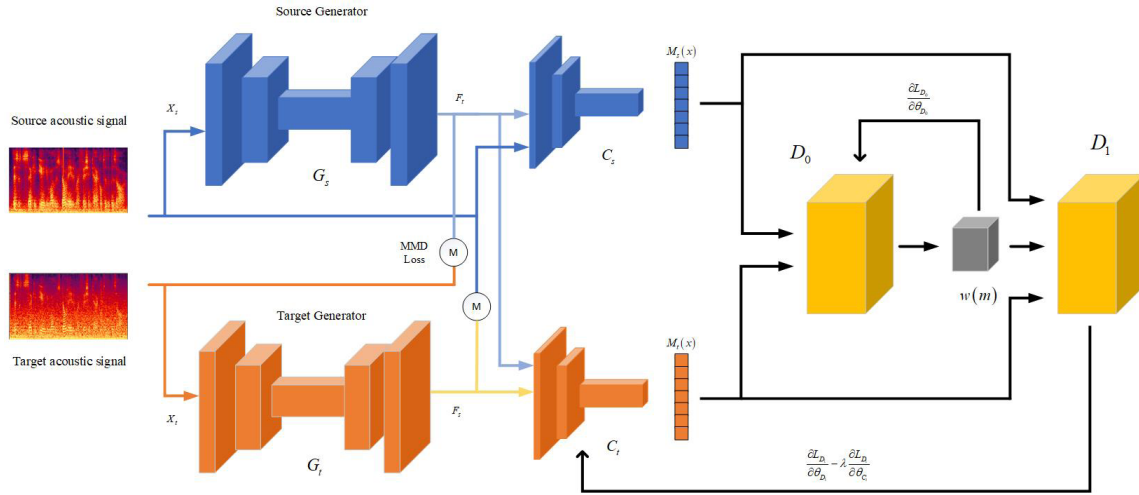 Source Generator
Source acoustic signal
X_s
F_t
G_s
C_s
M_s(x)
∂L_{D_0}
∂θ_{D_0}
D_0
D_1
w(m)
MMD
Loss
M
M
Target Generator
Target acoustic signal
X_t
F_s
G_t
C_t
M_t(x)
∂L_{D_1}/∂θ_{D_1} − λ ∂L_{D_1}/∂θ_{C_t}